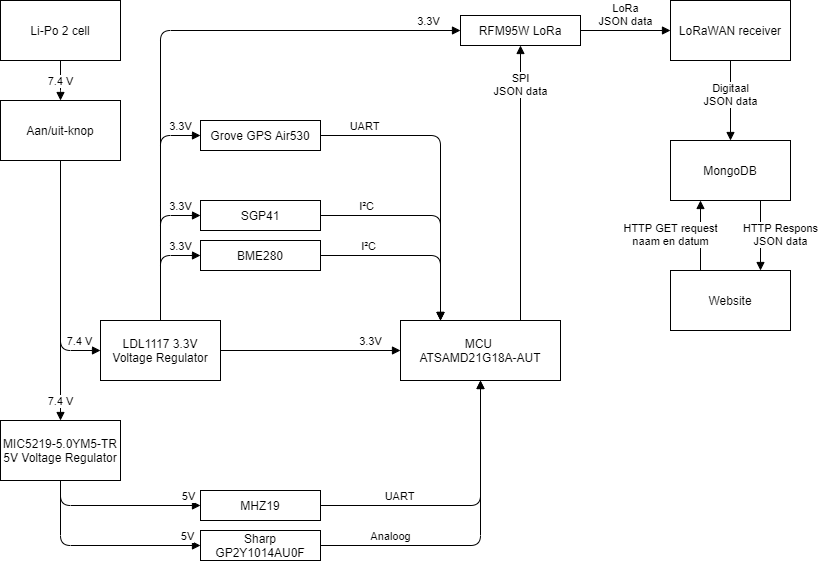 Li-Po 2 cell
7.4 V
Aan/uit-knop
3.3V
RFM95W LoRa
LoRa
JSON data
LoRaWAN receiver
SPI
JSON data
Digitaal
JSON data
3.3V
Grove GPS Air530
UART
MongoDB
3.3V
SGP41
I²C
3.3V
BME280
I²C
HTTP GET request
naam en datum
HTTP Respons
JSON data
Website
7.4 V
LDL1117 3.3V
Voltage Regulator
3.3V
MCU
ATSAMD21G18A-AUT
7.4 V
MIC5219-5.0YM5-TR
5V Voltage Regulator
5V
MHZ19
UART
5V
Sharp
GP2Y1014AU0F
Analoog